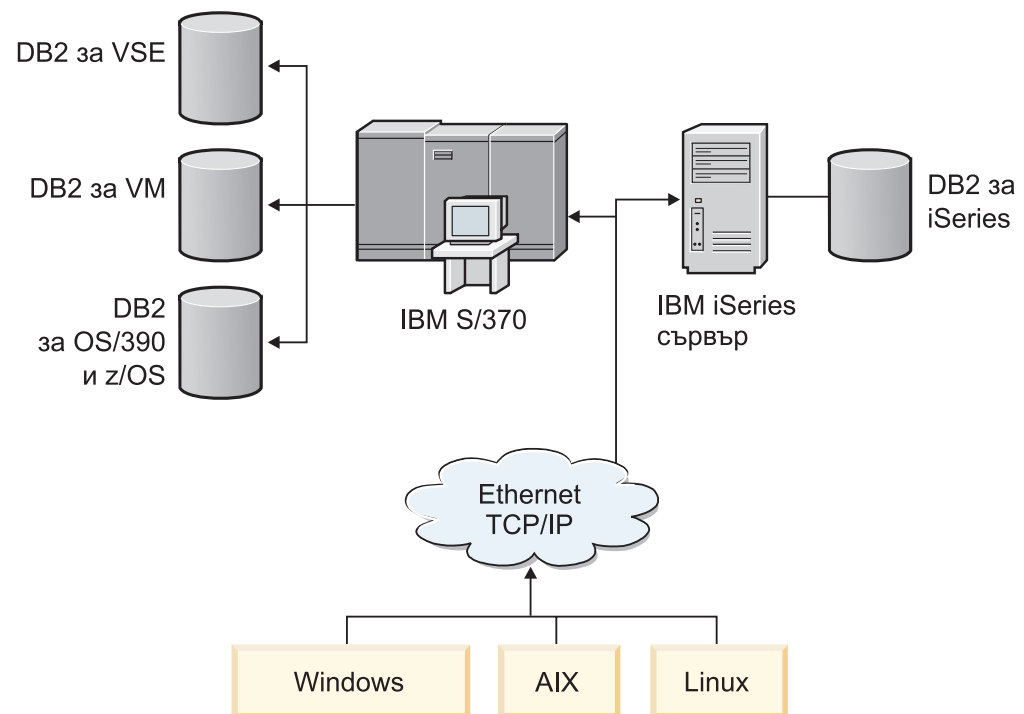 DB2 за VSE
DB2 за VM
DB2
за OS/390
и z/OS
IBM S/370
IBM iSeries
сървър
DB2 за
iSeries
Ethernet
TCP/IP
Windows
AIX
Linux